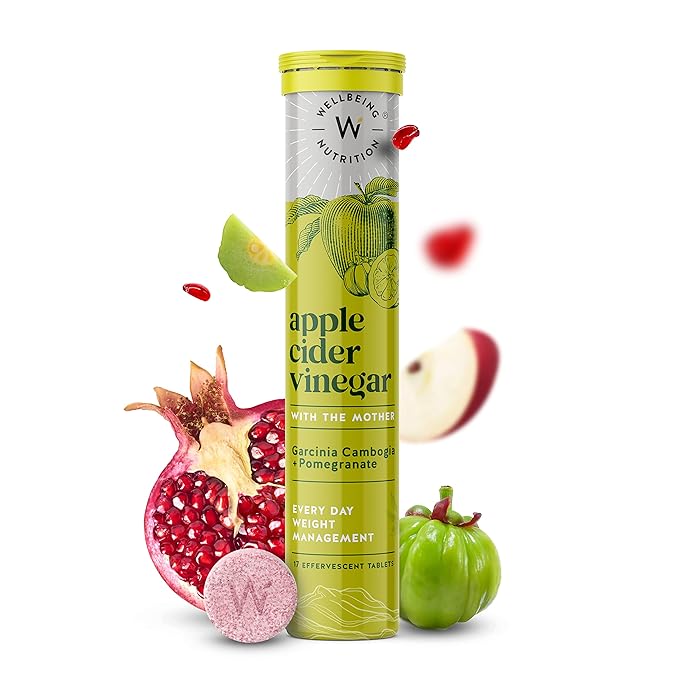 WELLBEING
W
®
NUTRITION
apple
cider
vinegar
WITH THE MOTHER
Garcinia Cambogia
+Pomegranate
EVERY DAY
WEIGHT
MANAGEMENT
17 EFFERVESCENT TABLETS
W